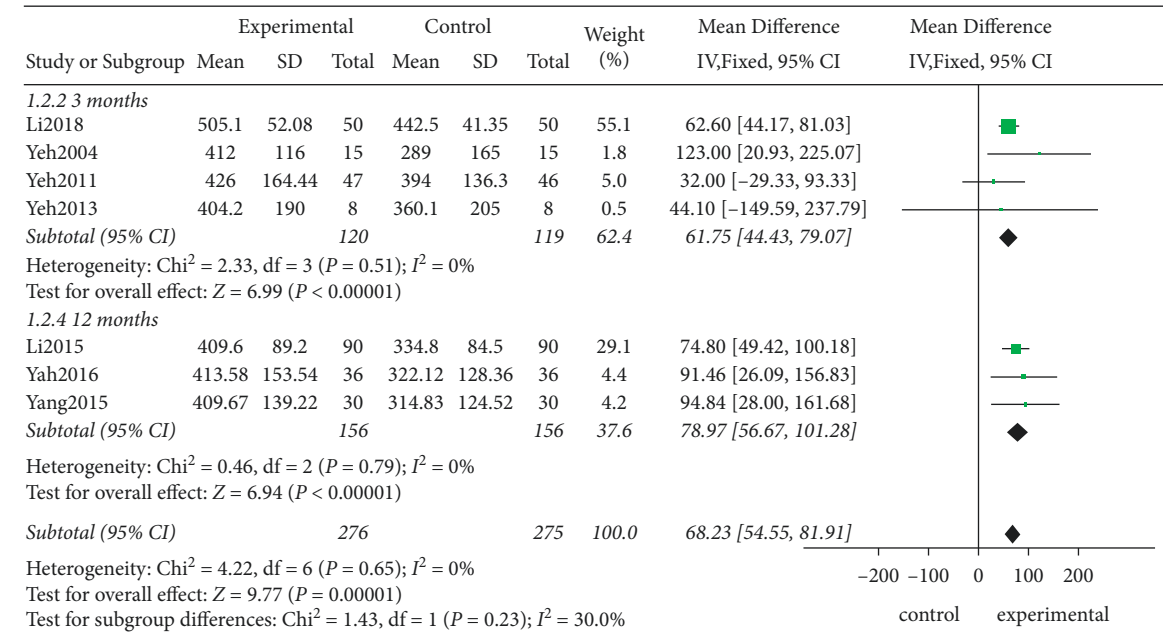 Experimental Control Weight Mean Difference Mean Difference
Study or Subgroup Mean SD Total Mean SD Total (%) IV,Fixed, 95% CI IV,Fixed, 95% CI
1.2.2 3 months
Li2018 505.1 52.08 50 442.5 41.35 50 55.1 62.60 [44.17, 81.03]
Yeh2004 412 116 15 289 165 15 1.8 123.00 [20.93, 225.07]
Yeh2011 426 164.44 47 394 136.3 46 5.0 32.00 [−29.33, 93.33]
Yeh2013 404.2 190 8 360.1 205 8 0.5 44.10 [−149.59, 237.79]
Subtotal (95% CI) 120 119 62.4 61.75 [44.43, 79.07]
Heterogeneity: Chi² = 2.33, df = 3 (P = 0.51); I² = 0%
Test for overall effect: Z = 6.99 (P < 0.00001)
1.2.4 12 months
Li2015 409.6 89.2 90 334.8 84.5 90 29.1 74.80 [49.42, 100.18]
Yah2016 413.58 153.54 36 322.12 128.36 36 4.4 91.46 [26.09, 156.83]
Yang2015 409.67 139.22 30 314.83 124.52 30 4.2 94.84 [28.00, 161.68]
Subtotal (95% CI) 156 156 37.6 78.97 [56.67, 101.28]
Heterogeneity: Chi² = 0.46, df = 2 (P = 0.79); I² = 0%
Test for overall effect: Z = 6.94 (P < 0.00001)
Subtotal (95% CI) 276 275 100.0 68.23 [54.55, 81.91]
Heterogeneity: Chi² = 4.22, df = 6 (P = 0.65); I² = 0%
Test for overall effect: Z = 9.77 (P = 0.00001)
Test for subgroup differences: Chi² = 1.43, df = 1 (P = 0.23); I² = 30.0%
−200 −100 0 100 200
control experimental